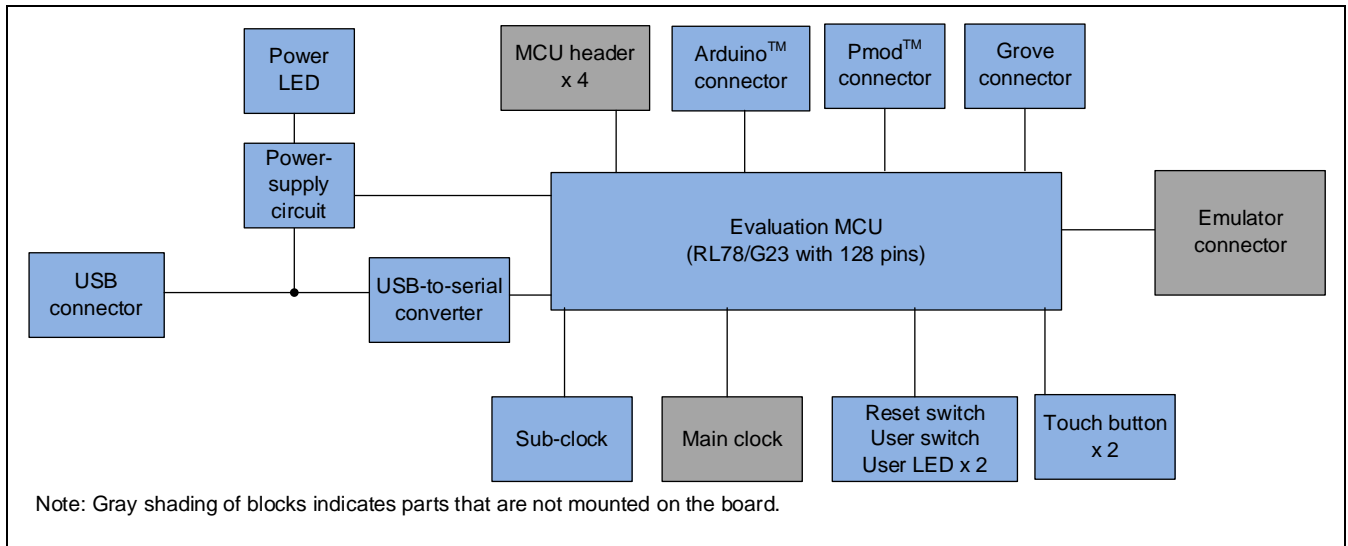 Power
LED
MCU header
x 4
Arduino™
connector
Pmod™
connector
Grove
connector
Power-
supply
circuit
Evaluation MCU
(RL78/G23 with 128 pins)
Emulator
connector
USB
connector
USB-to-serial
converter
Sub-clock
Main clock
Reset switch
User switch
User LED x 2
Touch button
x 2
Note: Gray shading of blocks indicates parts that are not mounted on the board.